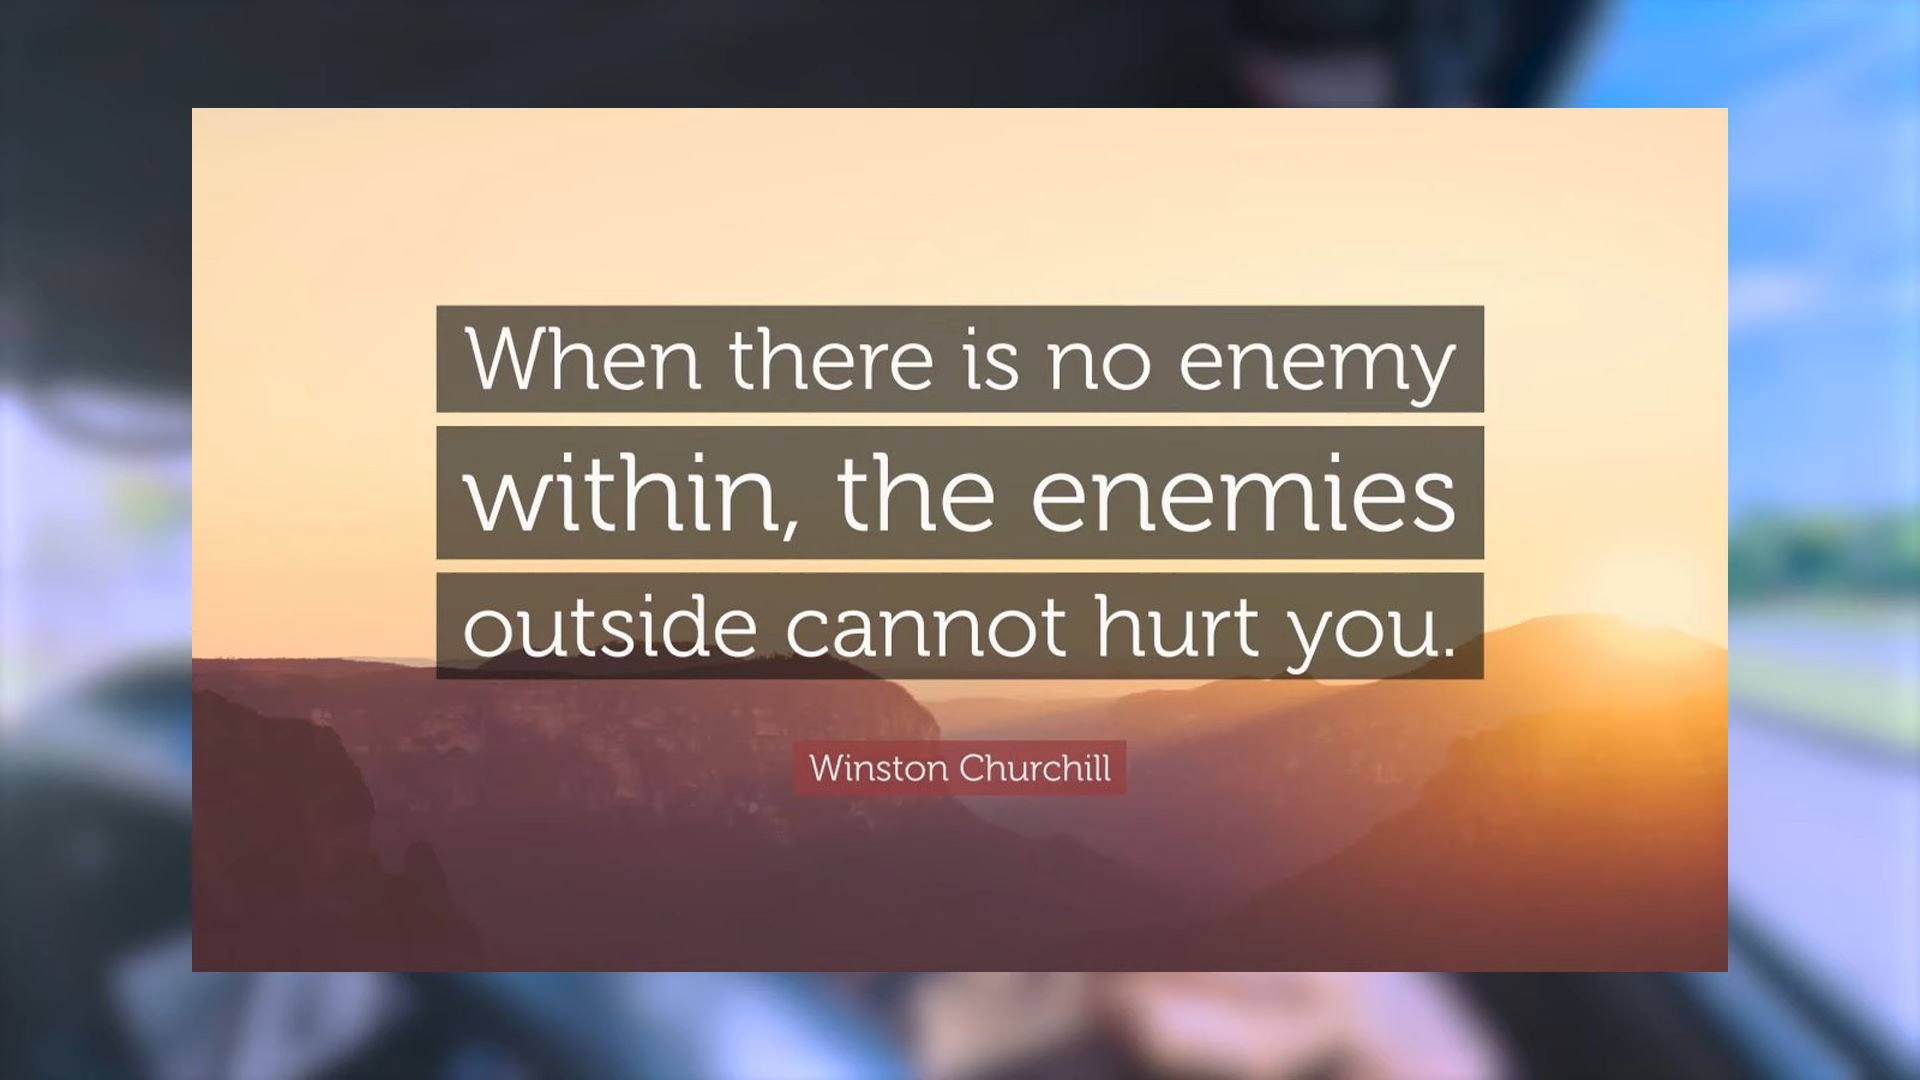 When there is no enemy
within, the enemies
outside cannot hurt you.
Winston Churchill